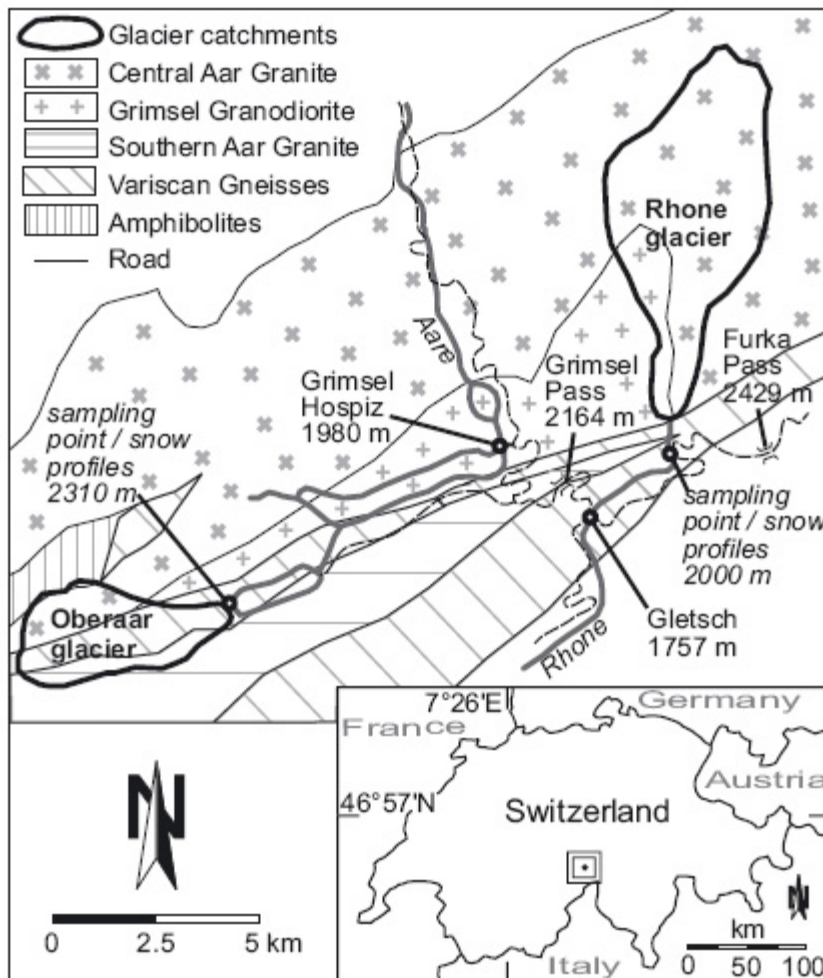 Glacier catchments
Central Aar Granite
Grimsel Granodiorite
Southern Aar Granite
Variscan Gneisses
Amphibolites
Road
Rhone
glacier
Aare
Furka
Pass
2429 m
Grimsel
Pass
2164 m
Grimsel
Hospiz
1980 m
sampling
point / snow
profiles
2310 m
sampling
point / snow
profiles
2000 m
Oberaar
glacier
Gletsch
1757 m
Rhone
N
0 2.5 5 km
7°26'E
Germany
France
Austria
46°57'N
Switzerland
N
km
0 50 100
Italy